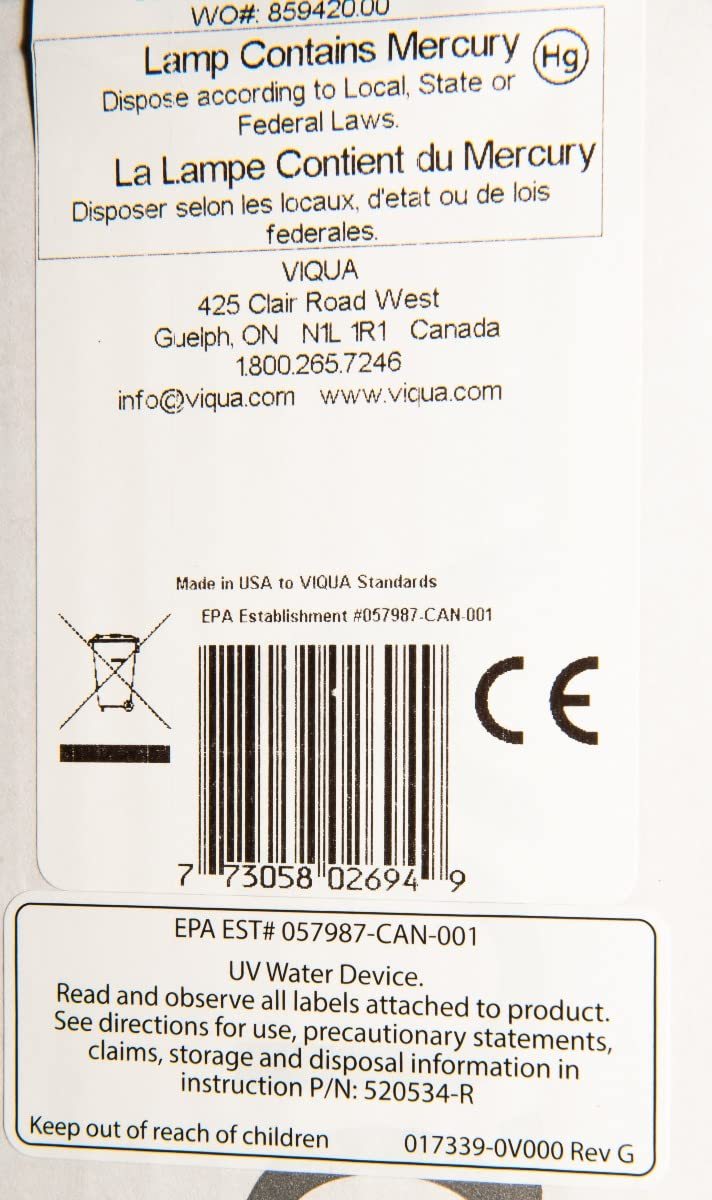 WO#: 859420.00
Lamp Contains Mercury Hg
Dispose according to Local, State or
Federal Laws.
La Lampe Contient du Mercury
Disposer selon les locaux, d'etat ou de lois
federales.
VIQUA
425 Clair Road West
Guelph, ON N1L 1R1 Canada
1.800.265.7246
info@viqua.com www.viqua.com
Made in USA to VIQUA Standards
EPA Establishment #057987-CAN-001
CE
7 73058 02694 9
EPA EST# 057987-CAN-001
UV Water Device.
Read and observe all labels attached to product.
See directions for use, precautionary statements,
claims, storage and disposal information in
instruction P/N: 520534-R
Keep out of reach of children 017339-0V000 Rev G